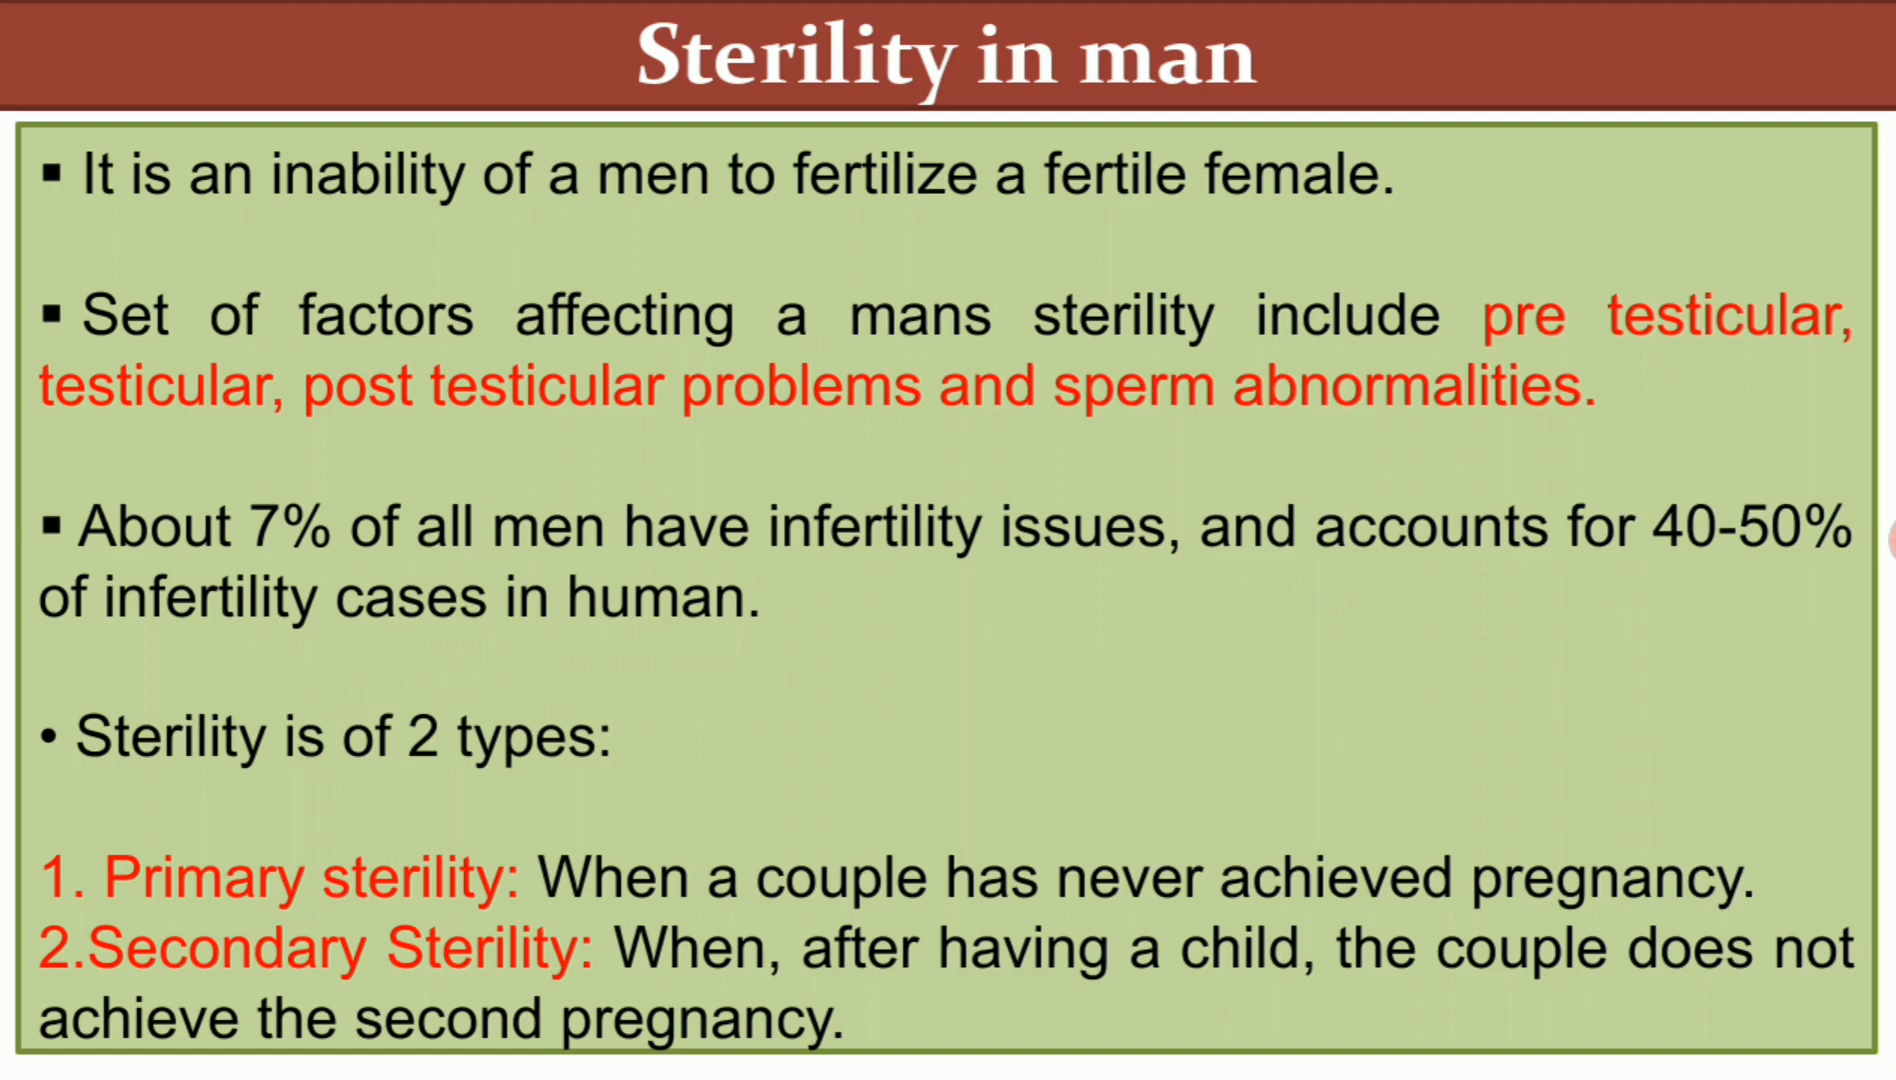 Sterility in man
▪ It is an inability of a men to fertilize a fertile female.
▪ Set of factors affecting a mans sterility include pre testicular,
testicular, post testicular problems and sperm abnormalities.
▪ About 7% of all men have infertility issues, and accounts for 40-50%
of infertility cases in human.
• Sterility is of 2 types:
1. Primary sterility: When a couple has never achieved pregnancy.
2.Secondary Sterility: When, after having a child, the couple does not
achieve the second pregnancy.